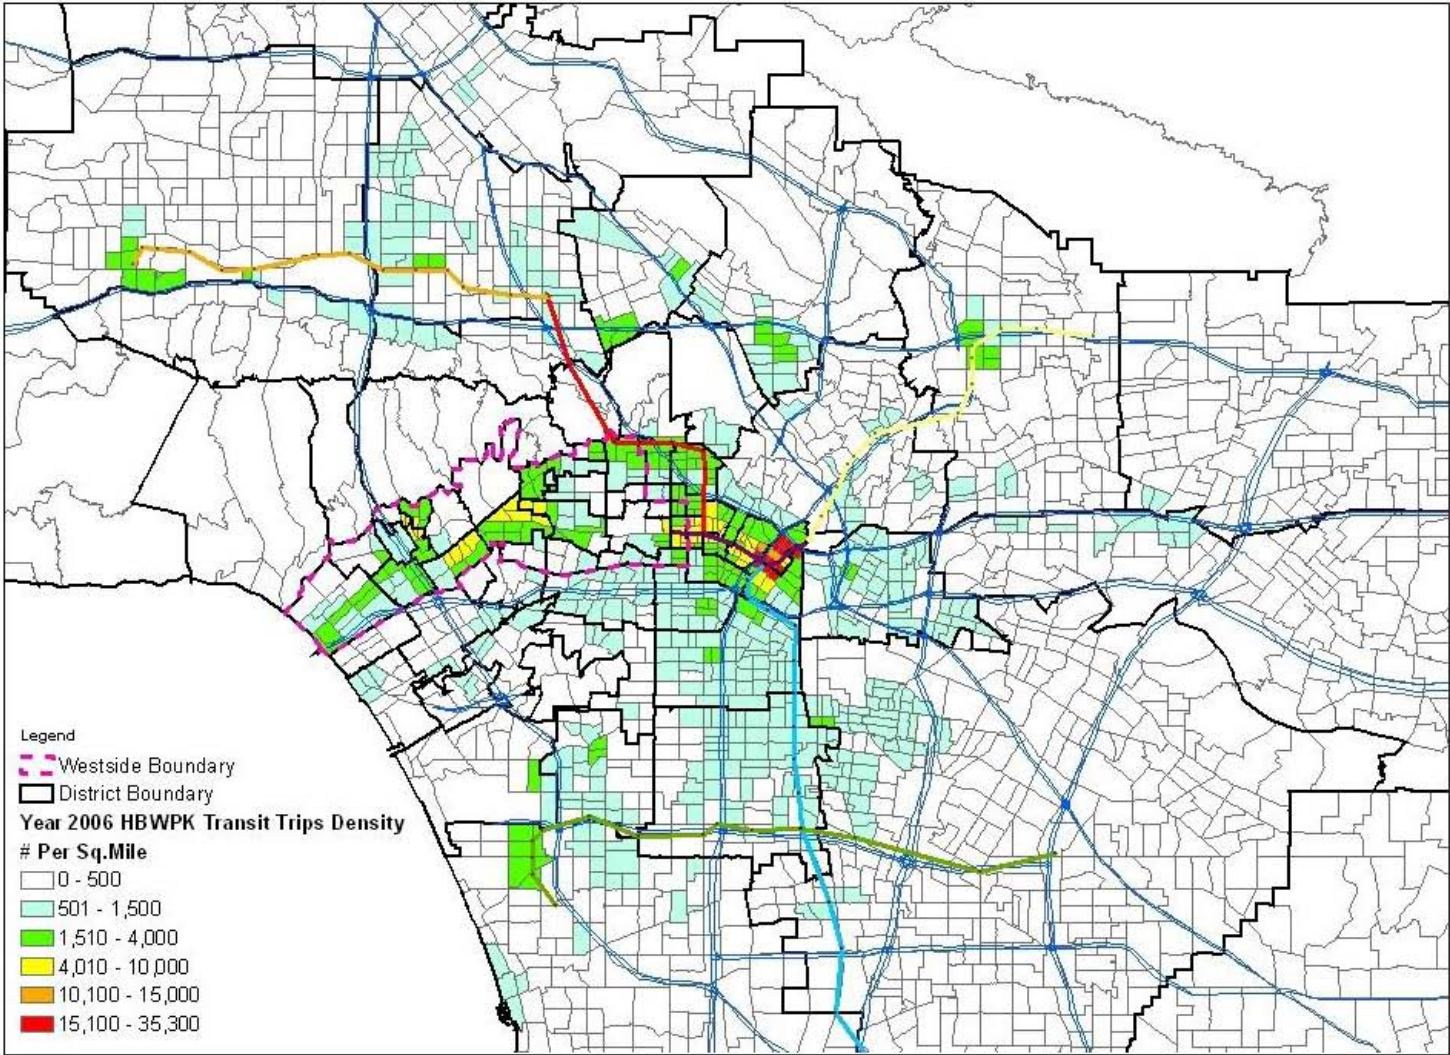 Legend
Westside Boundary
District Boundary
Year 2006 HBWPK Transit Trips Density
# Per Sq.Mile
0 - 500
501 - 1,500
1,510 - 4,000
4,010 - 10,000
10,100 - 15,000
15,100 - 35,300